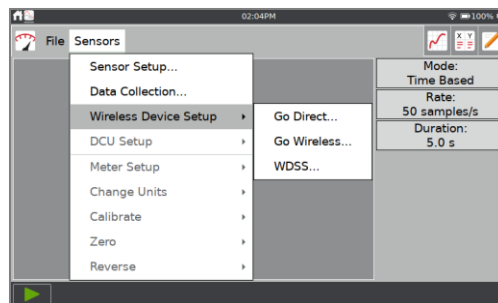 02:04PM 100%
File Sensors
X Y
Sensor Setup...
Data Collection...
Wireless Device Setup
DCU Setup
Meter Setup
Change Units
Calibrate
Zero
Reverse
Go Direct...
Go Wireless...
WDSS...
Mode:
Time Based
Rate:
50 samples/s
Duration:
5.0 s